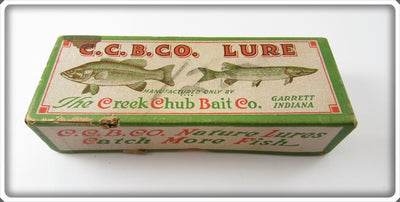 C.C.B.CO. LURE
MANUFACTURED ONLY BY
The Creek Chub Bait Co. GARRETT
INDIANA
C.C.B.CO. Nature Lures
Catch More Fish